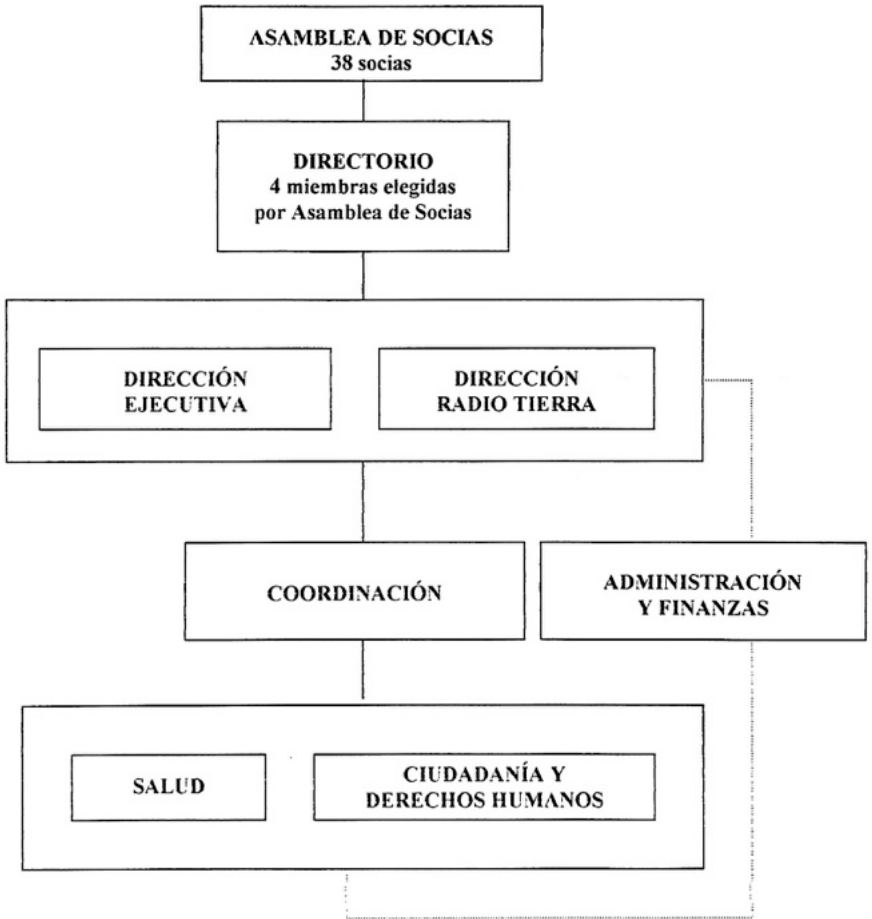 ASAMBLEA DE SOCIAS
38 socias
DIRECTORIO
4 miembras elegidas
por Asamblea de Socias
DIRECCIÓN
EJECUTIVA
DIRECCIÓN
RADIO TIERRA
COORDINACIÓN
ADMINISTRACIÓN
Y FINANZAS
SALUD
CIUDADANÍA Y
DERECHOS HUMANOS